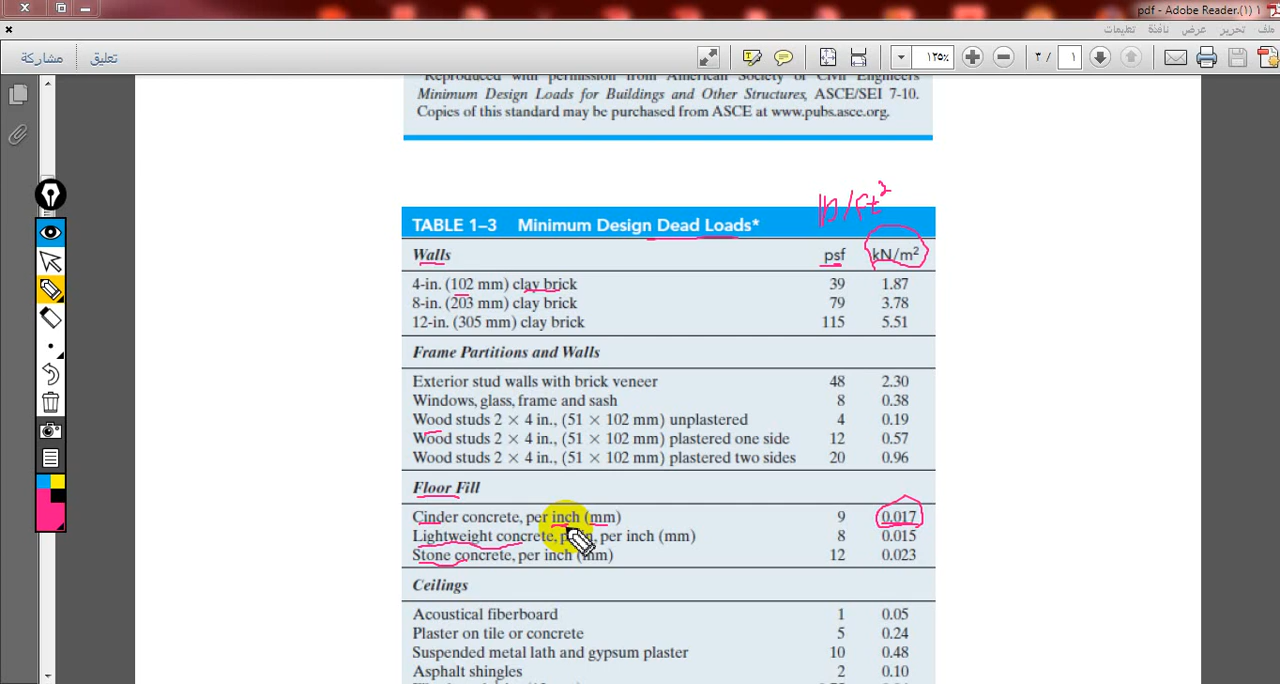 pdf - Adobe Reader.(١) ١
ملف تحرير عرض نافذة تعليمات
مشاركة تعليق ١٢٥% ٣ / ١
Reproduced with permission from American Society of Civil Engineers
Minimum Design Loads for Buildings and Other Structures, ASCE/SEI 7-10.
Copies of this standard may be purchased from ASCE at www.pubs.asce.org.
lb/ft²
TABLE 1–3 Minimum Design Dead Loads*
Walls psf kN/m²
4-in. (102 mm) clay brick 39 1.87
8-in. (203 mm) clay brick 79 3.78
12-in. (305 mm) clay brick 115 5.51
Frame Partitions and Walls
Exterior stud walls with brick veneer 48 2.30
Windows, glass, frame and sash 8 0.38
Wood studs 2 × 4 in., (51 × 102 mm) unplastered 4 0.19
Wood studs 2 × 4 in., (51 × 102 mm) plastered one side 12 0.57
Wood studs 2 × 4 in., (51 × 102 mm) plastered two sides 20 0.96
Floor Fill
Cinder concrete, per inch (mm) 9 0.017
Lightweight concrete, per inch (mm) 8 0.015
Stone concrete, per inch (mm) 12 0.023
Ceilings
Acoustical fiberboard 1 0.05
Plaster on tile or concrete 5 0.24
Suspended metal lath and gypsum plaster 10 0.48
Asphalt shingles 2 0.10